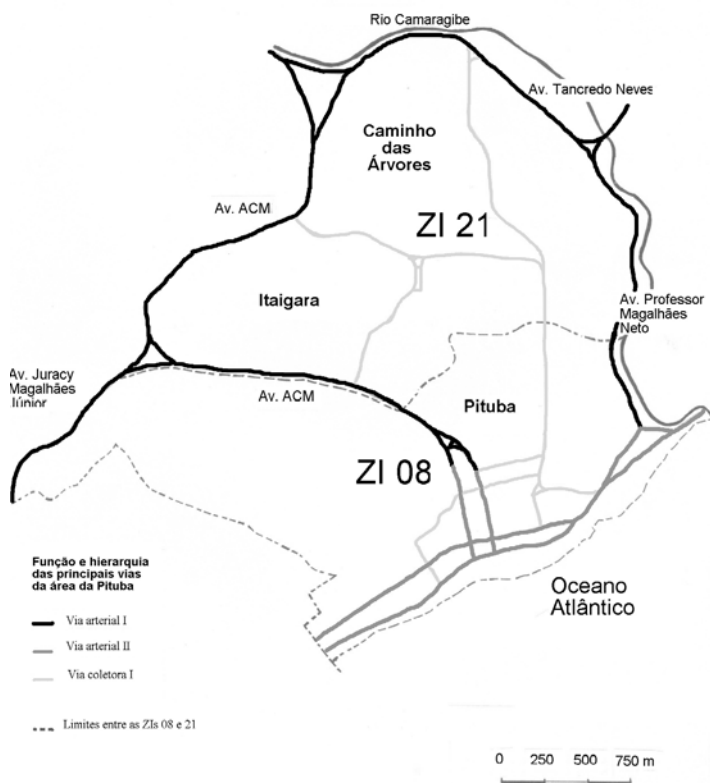 Rio Camaragibe
Av. Tancredo Neves
Caminho
das
Árvores
Av. ACM
ZI 21
Itaigara
Av. Professor
Magalhães
Neto
Av. Juracy
Magalhães
Júnior
Av. ACM
Pituba
ZI 08
Função e hierarquia
das principais vias
da área da Pituba
Via arterial I
Via arterial II
Via coletora I
Limites entre as ZIs 08 e 21
Oceano
Atlântico
0 250 500 750 m